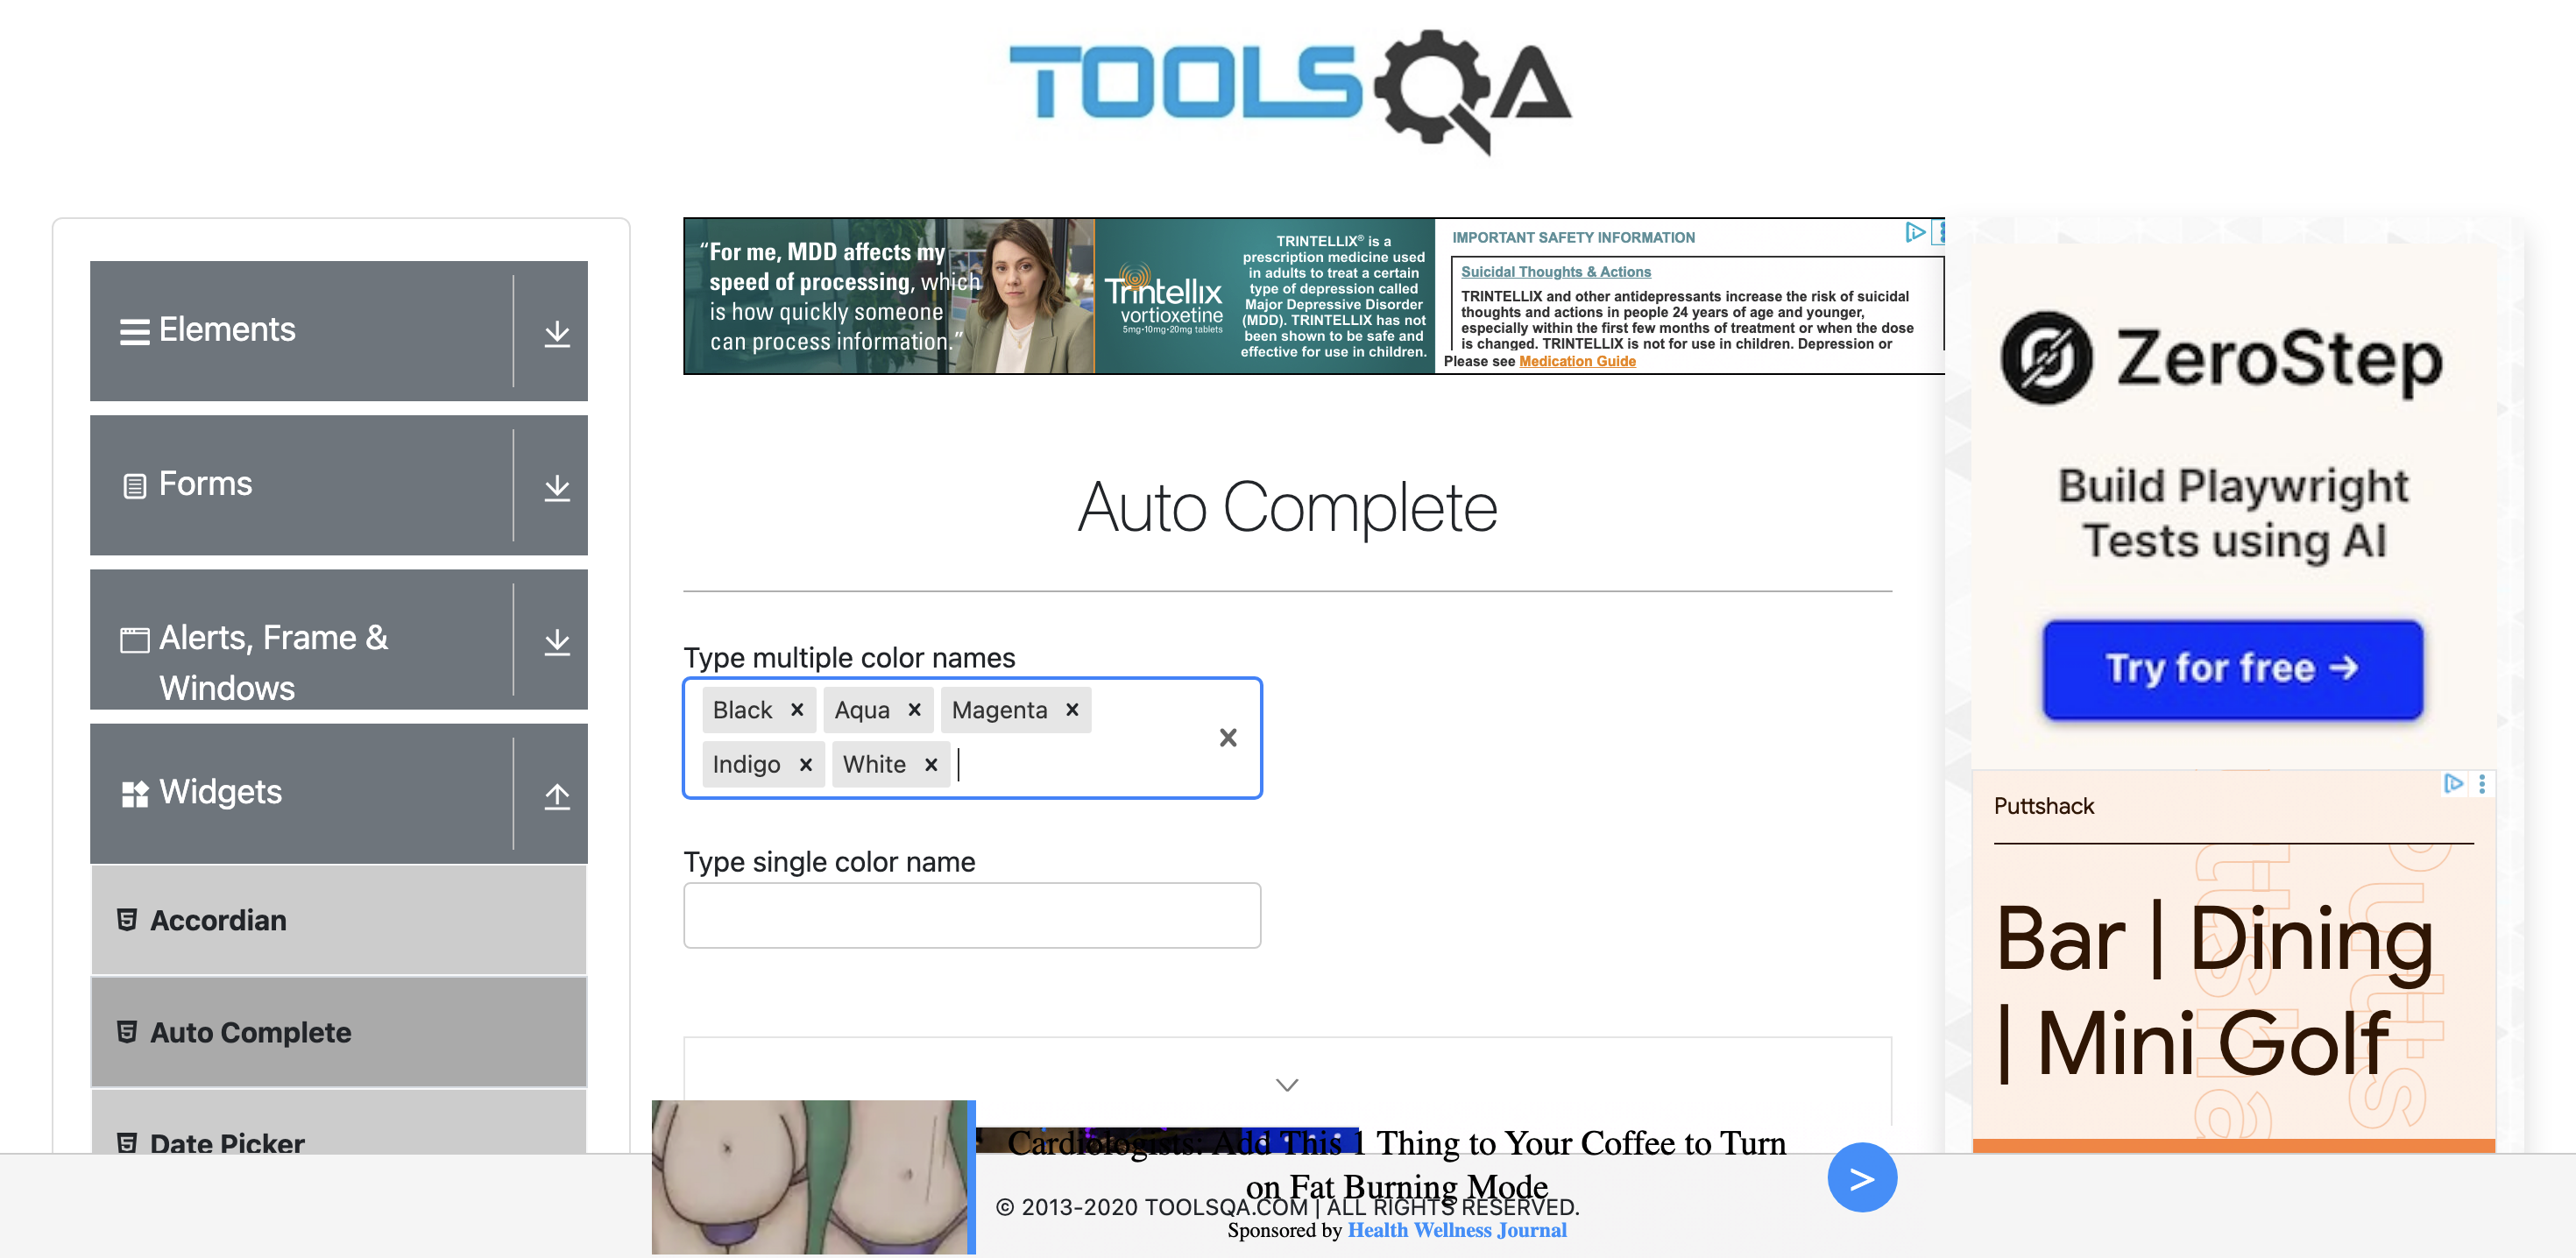 TOOLSQA
Elements
Forms
Alerts, Frame &
Windows
Widgets
Accordian
Auto Complete
Date Picker
“For me, MDD affects my
speed of processing, which
is how quickly someone
can process information.”
Trintellix
vortioxetine
5mg•10mg•20mg tablets
TRINTELLIX® is a
prescription medicine used
in adults to treat a certain
type of depression called
Major Depressive Disorder
(MDD). TRINTELLIX has not
been shown to be safe and
effective for use in children.
IMPORTANT SAFETY INFORMATION
Suicidal Thoughts & Actions
TRINTELLIX and other antidepressants increase the risk of suicidal
thoughts and actions in people 24 years of age and younger,
especially within the first few months of treatment or when the dose
is changed. TRINTELLIX is not for use in children. Depression or
Please see Medication Guide
Auto Complete
Type multiple color names
Black × Aqua × Magenta ×
Indigo × White ×
Type single color name
ZeroStep
Build Playwright
Tests using AI
Try for free →
Puttshack
Bar | Dining
| Mini Golf
Cardiologists: Add This 1 Thing to Your Coffee to Turn
on Fat Burning Mode
© 2013-2020 TOOLSQA.COM | ALL RIGHTS RESERVED.
Sponsored by Health Wellness Journal
>